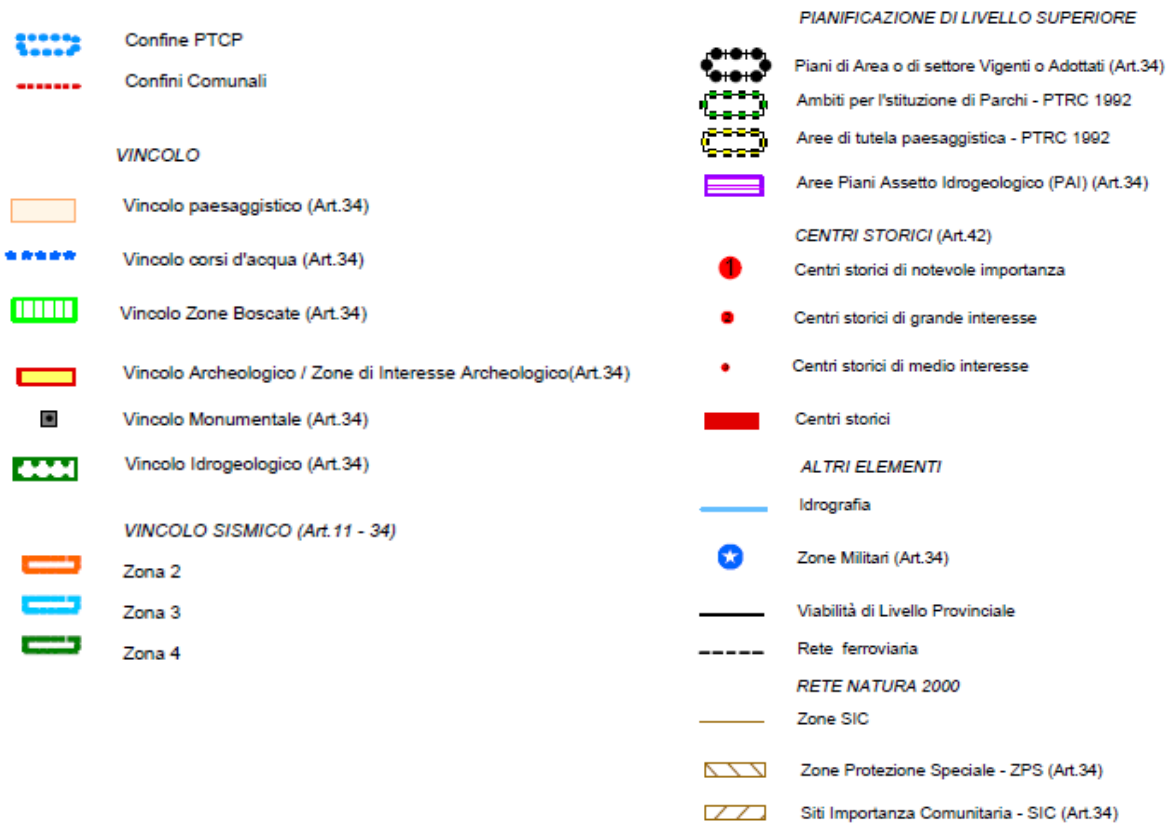 Confine PTCP
Confini Comunali
VINCOLO
Vincolo paesaggistico (Art.34)
Vincolo corsi d'acqua (Art.34)
Vincolo Zone Boscate (Art.34)
Vincolo Archeologico / Zone di Interesse Archeologico(Art.34)
Vincolo Monumentale (Art.34)
Vincolo Idrogeologico (Art.34)
VINCOLO SISMICO (Art.11 - 34)
Zona 2
Zona 3
Zona 4
PIANIFICAZIONE DI LIVELLO SUPERIORE
Piani di Area o di settore Vigenti o Adottati (Art.34)
Ambiti per l'stituzione di Parchi - PTRC 1992
Aree di tutela paesaggistica - PTRC 1992
Aree Piani Assetto Idrogeologico (PAI) (Art.34)
CENTRI STORICI (Art.42)
1 Centri storici di notevole importanza
2 Centri storici di grande interesse
Centri storici di medio interesse
Centri storici
ALTRI ELEMENTI
Idrografia
Zone Militari (Art.34)
Viabilità di Livello Provinciale
Rete ferroviaria
RETE NATURA 2000
Zone SIC
Zone Protezione Speciale - ZPS (Art.34)
Siti Importanza Comunitaria - SIC (Art.34)